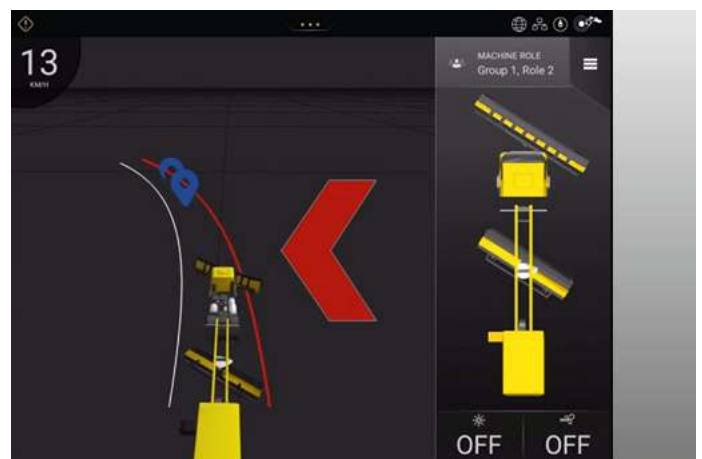 13
KM/H
MACHINE ROLE
Group 1, Role 2
OFF
OFF